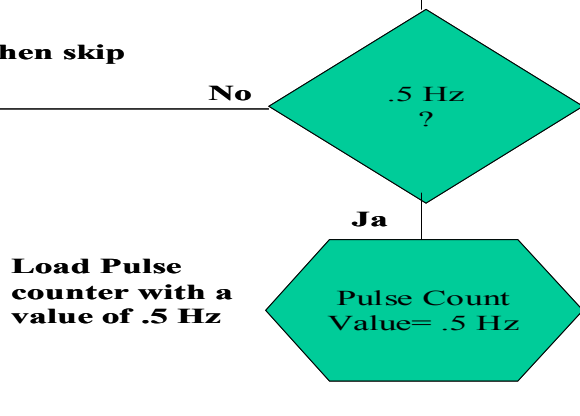 hen skip
No
.5 Hz
?
Ja
Load Pulse
counter with a
value of .5 Hz
Pulse Count
Value= .5 Hz